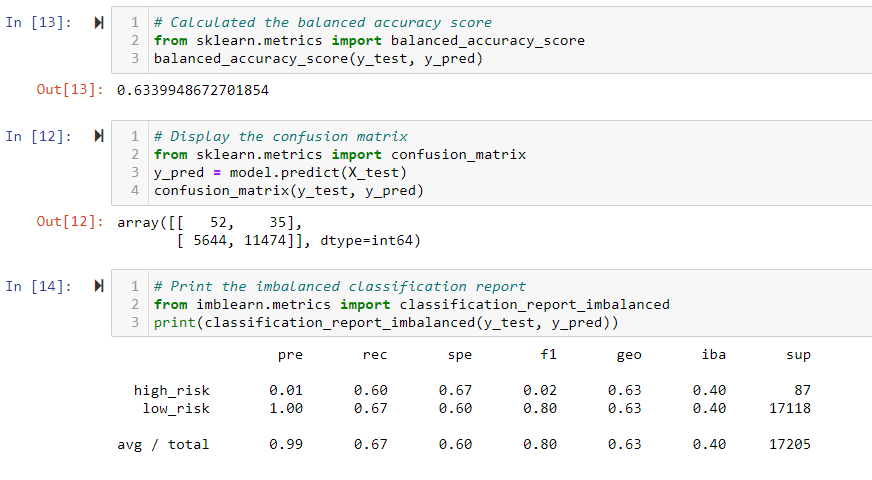 In [13]: 1 # Calculated the balanced accuracy score
2 from sklearn.metrics import balanced_accuracy_score
3 balanced_accuracy_score(y_test, y_pred)
Out[13]: 0.6339948672701854
In [12]: 1 # Display the confusion matrix
2 from sklearn.metrics import confusion_matrix
3 y_pred = model.predict(X_test)
4 confusion_matrix(y_test, y_pred)
Out[12]: array([[   52,    35],
       [ 5644, 11474]], dtype=int64)
In [14]: 1 # Print the imbalanced classification report
2 from imblearn.metrics import classification_report_imbalanced
3 print(classification_report_imbalanced(y_test, y_pred))
pre rec spe f1 geo iba sup
high_risk 0.01 0.60 0.67 0.02 0.63 0.40 87
low_risk 1.00 0.67 0.60 0.80 0.63 0.40 17118
avg / total 0.99 0.67 0.60 0.80 0.63 0.40 17205